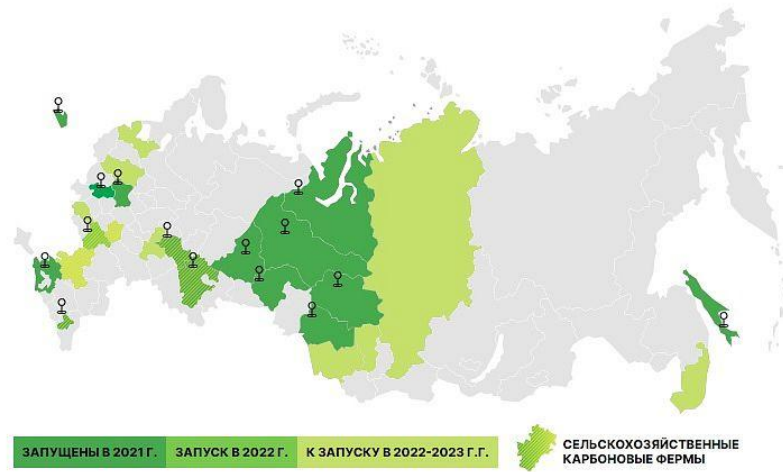 ЗАПУЩЕНЫ В 2021 Г. ЗАПУСК В 2022 Г. К ЗАПУСКУ В 2022-2023 Г.Г.
СЕЛЬСКОХОЗЯЙСТВЕННЫЕ
КАРБОНОВЫЕ ФЕРМЫ